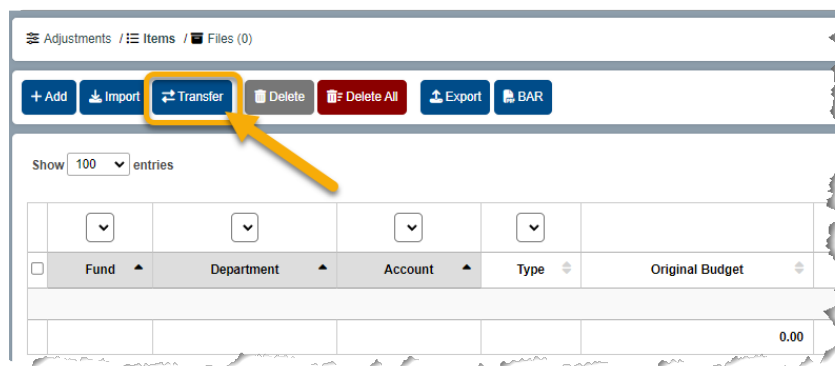 Adjustments / Items / Files (0)
+ Add Import Transfer Delete Delete All Export BAR
Show 100 entries
Fund Department Account Type Original Budget
0.00